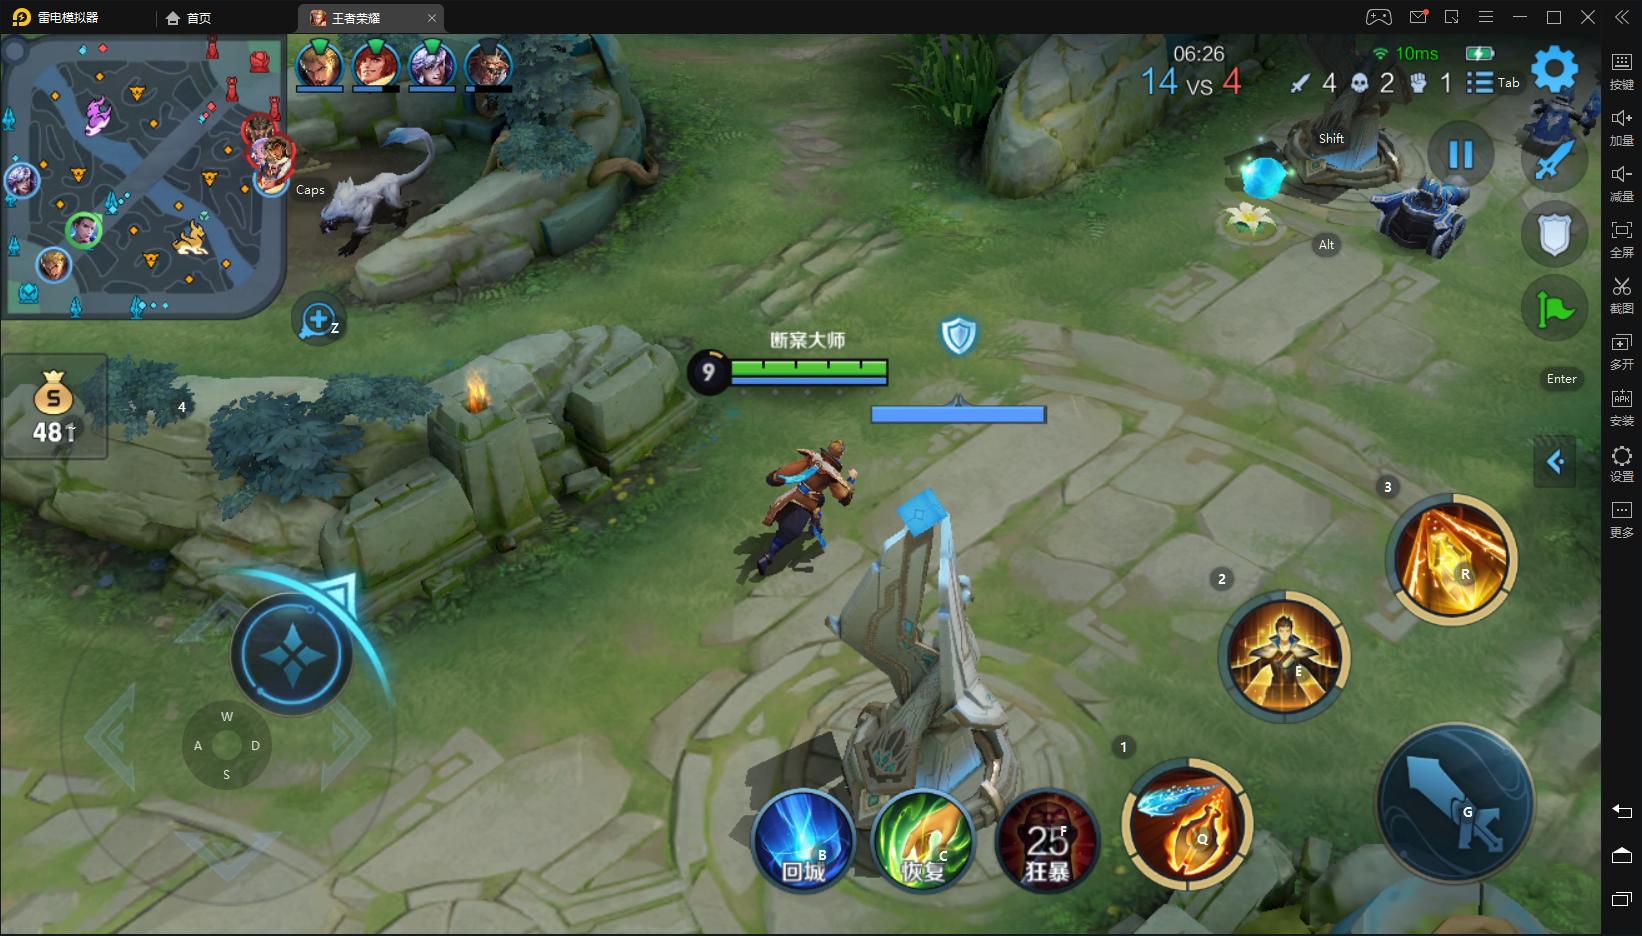 雷电模拟器
首页
王者荣耀
06:26
10ms
14 vs 4
4
2
1
Tab
按键
加量
减量
全屏
截图
多开
安装
设置
更多
Shift
Caps
Alt
Z
Enter
断案大师
9
S
481
4
3
R
2
E
W
A
D
S
1
G
Q
B
回城
C
恢复
25
F
狂暴
APK